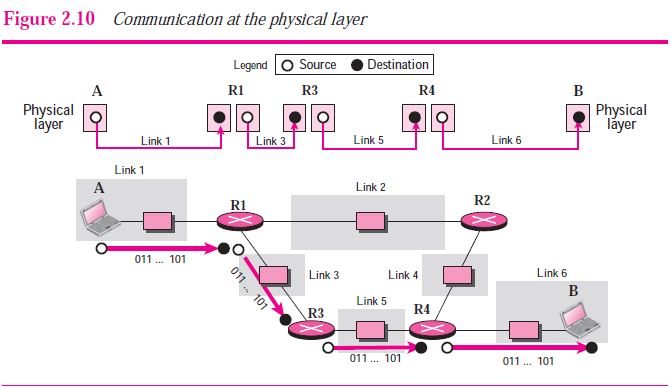 Figure 2.10 Communication at the physical layer
Legend Source Destination
A R1 R3 R4 B
Physical layer
Physical layer
Link 1 Link 3 Link 5 Link 6
Link 1
A
R1
Link 2
R2
011 ... 101
011 ... 101
Link 3
Link 4
Link 6
B
R3
Link 5
R4
011 ... 101
011 ... 101